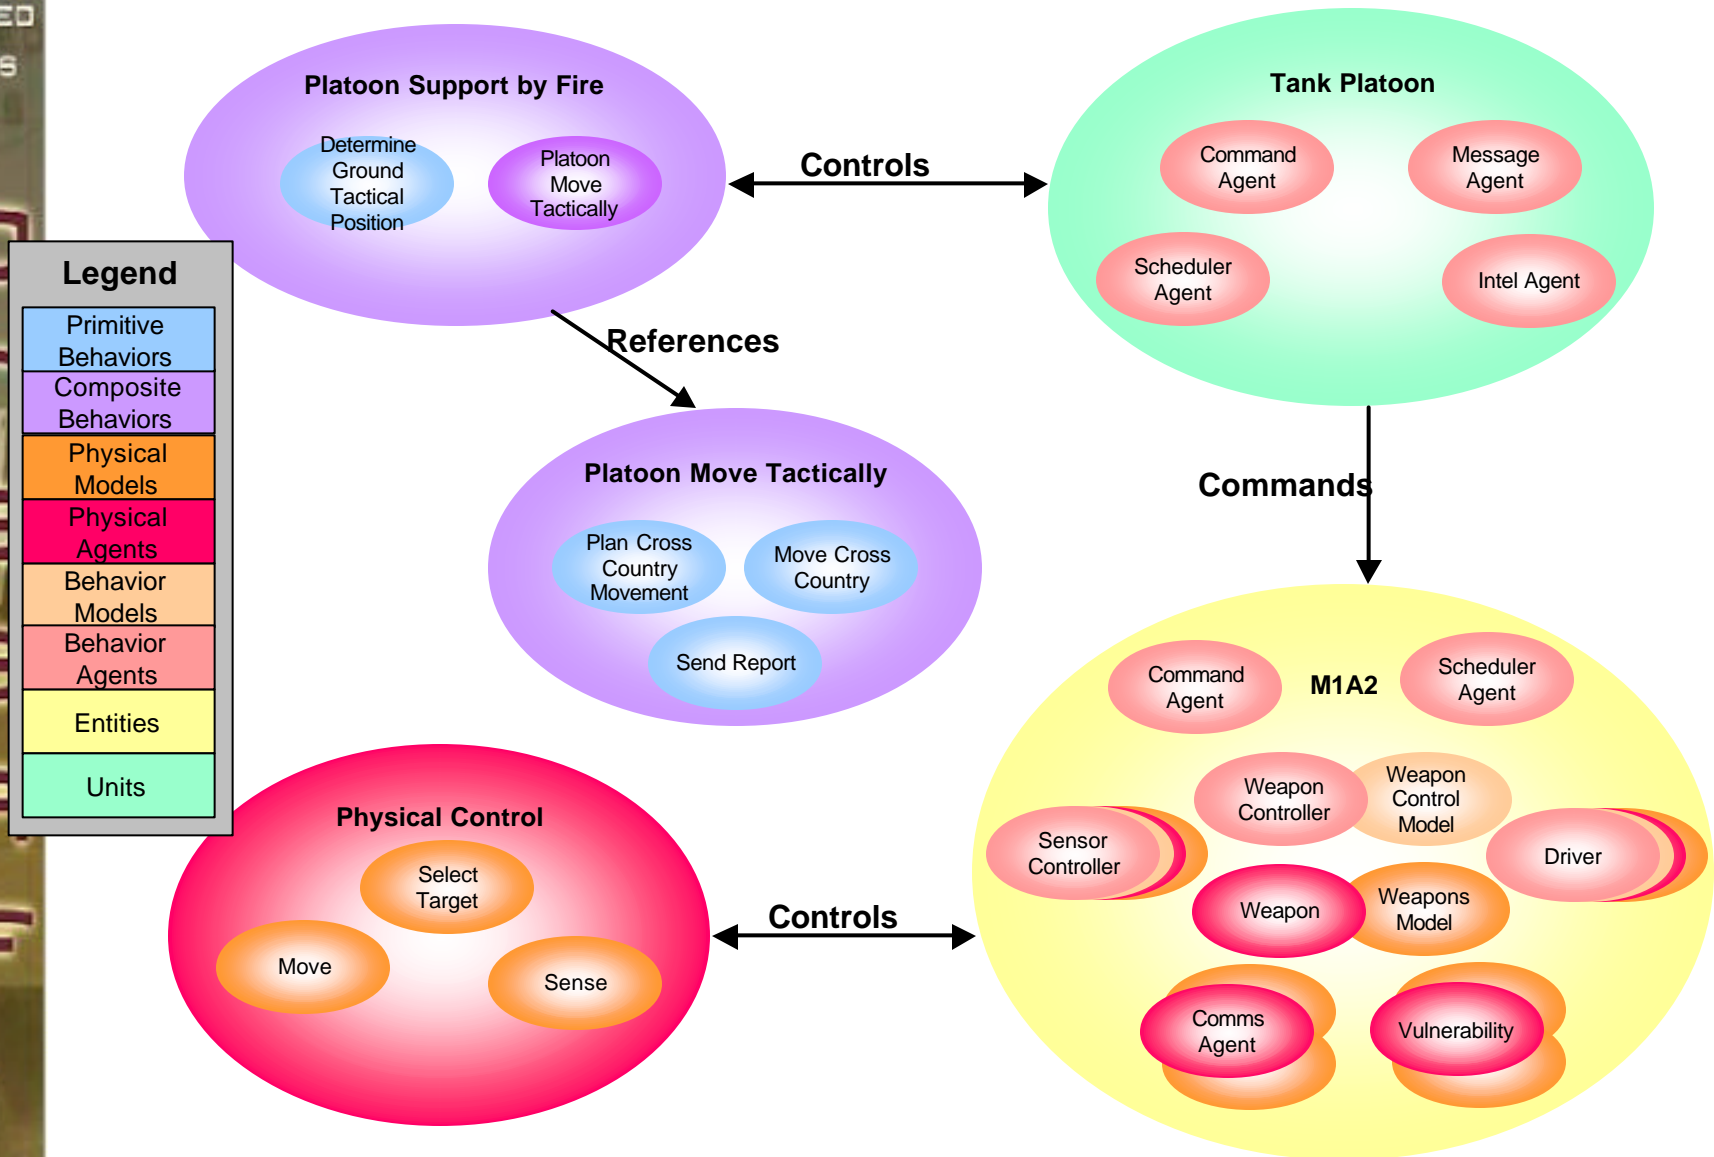 ED
S
Platoon Support by Fire
Determine
Ground
Tactical
Position
Platoon
Move
Tactically
Controls
Tank Platoon
Command
Agent
Message
Agent
Scheduler
Agent
Intel Agent
Legend
Primitive
Behaviors
Composite
Behaviors
Physical
Models
Physical
Agents
Behavior
Models
Behavior
Agents
Entities
Units
References
Platoon Move Tactically
Plan Cross
Country
Movement
Move Cross
Country
Send Report
Commands
M1A2
Command
Agent
Scheduler
Agent
Weapon
Controller
Weapon
Control
Model
Sensor
Controller
Driver
Weapon
Weapons
Model
Comms
Agent
Vulnerability
Physical Control
Select
Target
Move
Sense
Controls